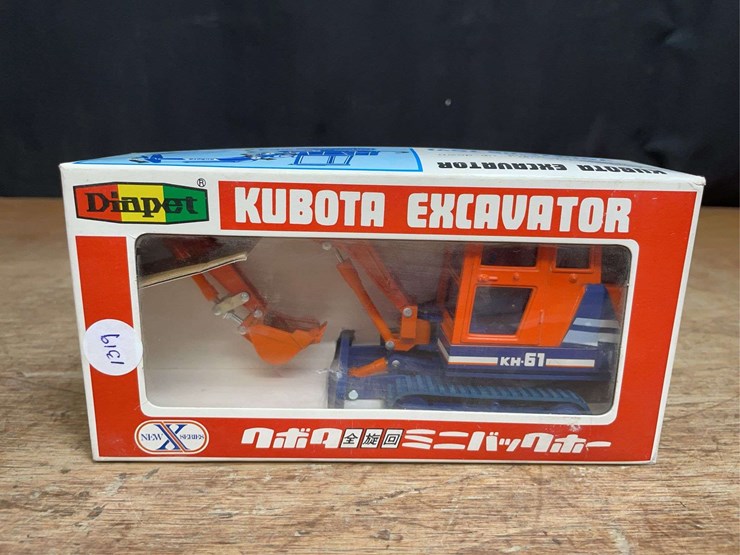 KUBOTA EXCAVATOR
Diapet®
KUBOTA EXCAVATOR
KH-61
1319
NEW X SERIES
クボタ全旋回ミニバックホー